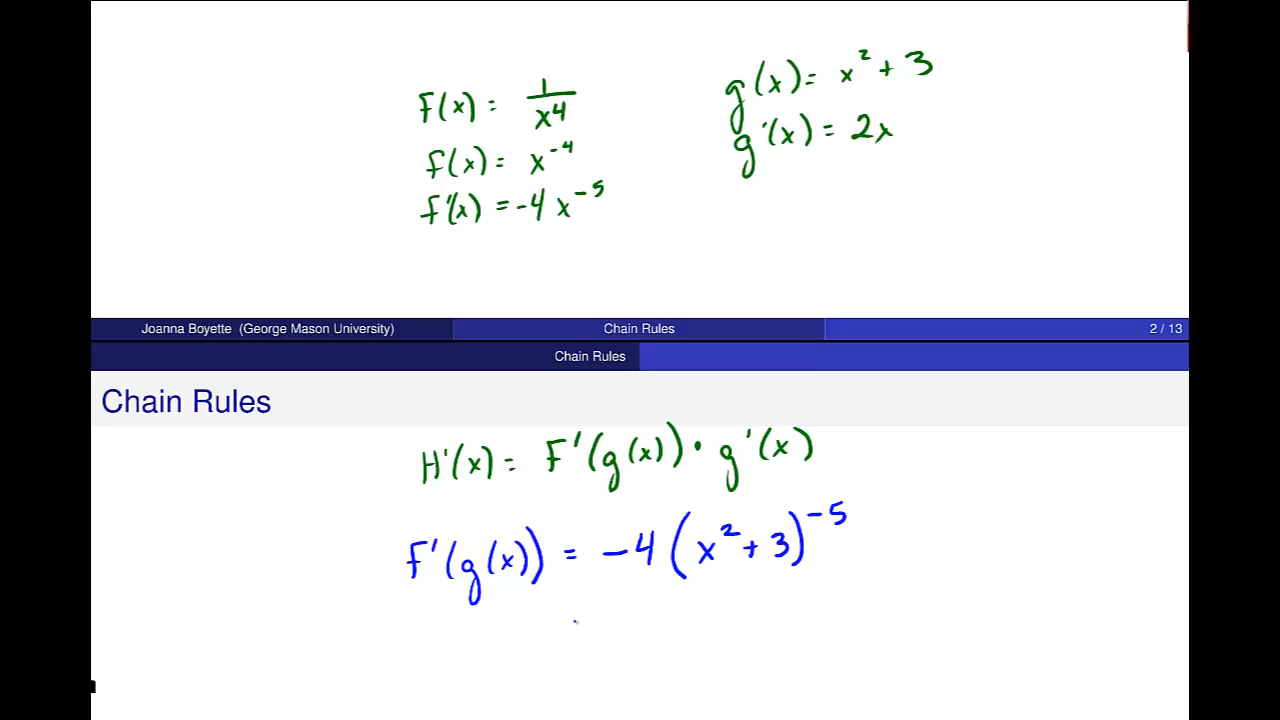 F(x) = 1/x⁴
g(x) = x² + 3
f(x) = x⁻⁴
g'(x) = 2x
f'(x) = -4x⁻⁵
Joanna Boyette (George Mason University) Chain Rules 2 / 13
Chain Rules
Chain Rules
H'(x) = F'(g(x)) · g'(x)
F'(g(x)) = -4(x² + 3)⁻⁵